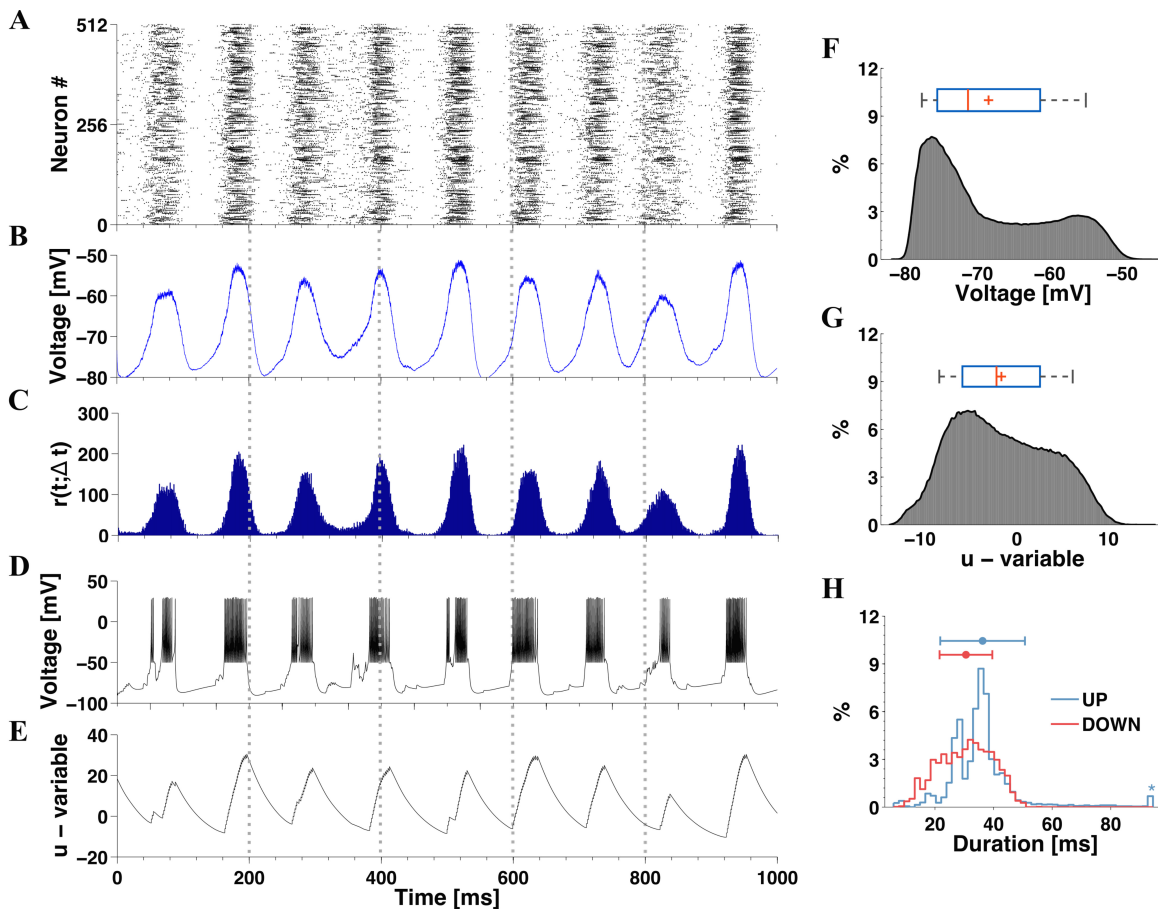 A
512
256
0
Neuron #
B
−50
−60
−70
−80
Voltage [mV]
C
300
200
100
0
r(t;Δ t)
D
50
0
−50
−100
Voltage [mV]
E
40
20
0
−20
u − variable
0 200 400 600 800 1000
Time [ms]
F
12
9
6
3
0
%
−80 −70 −60 −50
Voltage [mV]
G
12
9
6
3
0
%
−10 0 10
u − variable
H
12
9
6
3
0
%
UP
DOWN
*
20 40 60 80
Duration [ms]